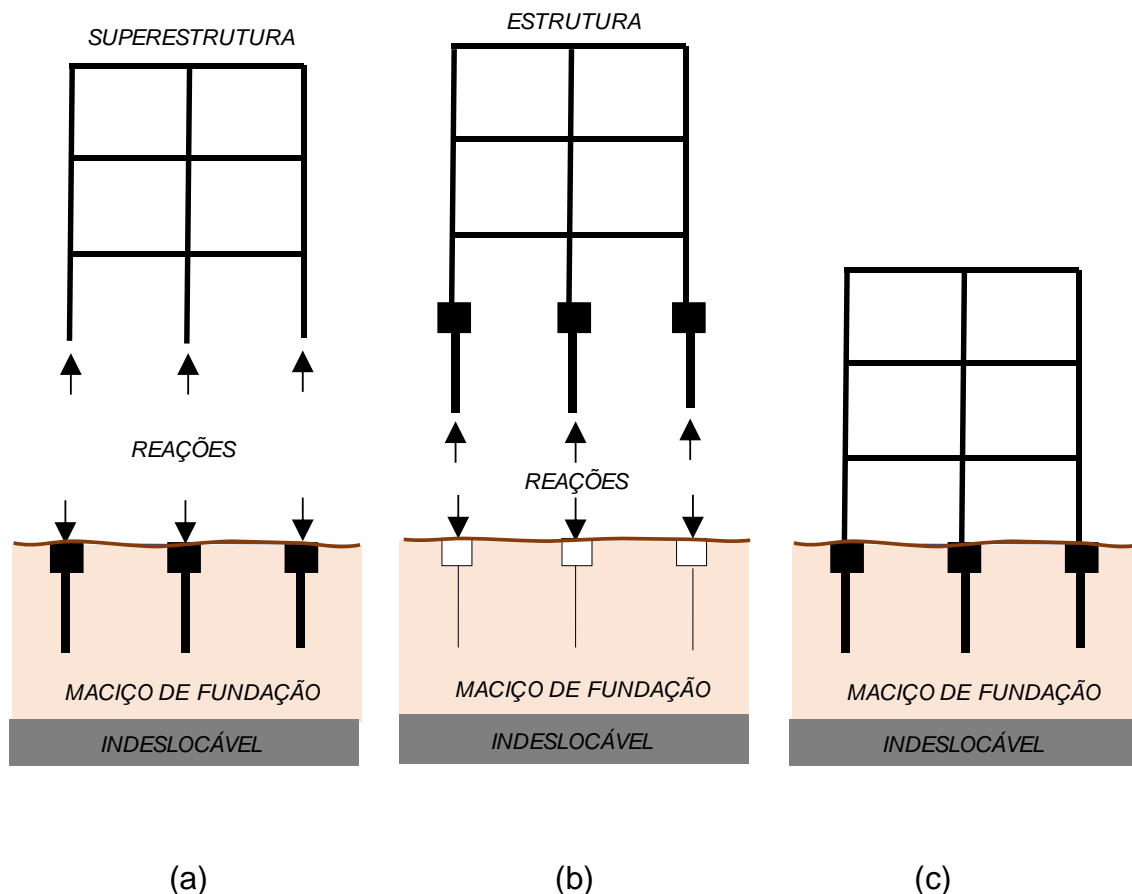 SUPERESTRUTURA
REAÇÕES
MACIÇO DE FUNDAÇÃO
INDESLOCÁVEL
(a)
ESTRUTURA
REAÇÕES
MACIÇO DE FUNDAÇÃO
INDESLOCÁVEL
(b)
MACIÇO DE FUNDAÇÃO
INDESLOCÁVEL
(c)